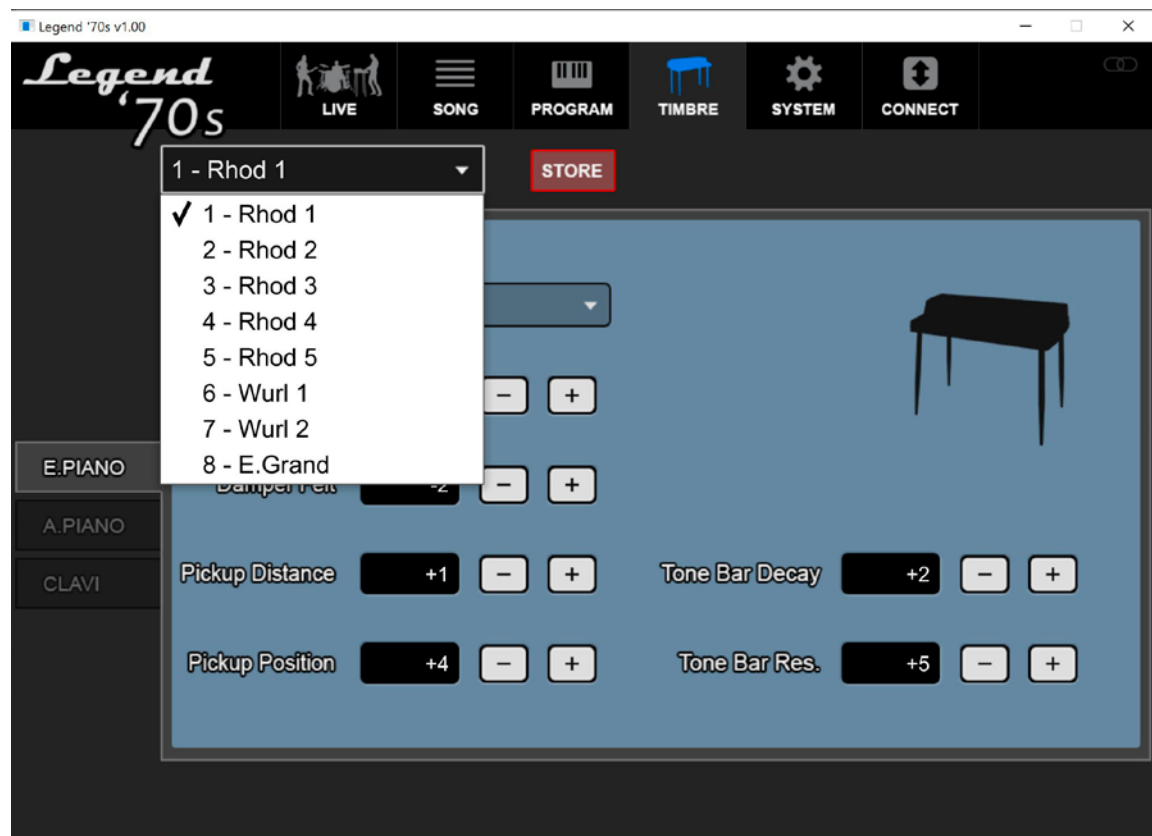 Legend '70s v1.00
Legend
'70s
LIVE
SONG
PROGRAM
TIMBRE
SYSTEM
CONNECT
1 - Rhod 1
STORE
✓ 1 - Rhod 1
2 - Rhod 2
3 - Rhod 3
4 - Rhod 4
5 - Rhod 5
6 - Wurl 1
7 - Wurl 2
8 - E.Grand
- +
E.PIANO
A.PIANO
CLAVI
Damper Felt -2 - +
Pickup Distance +1 - +
Tone Bar Decay +2 - +
Pickup Position +4 - +
Tone Bar Res. +5 - +